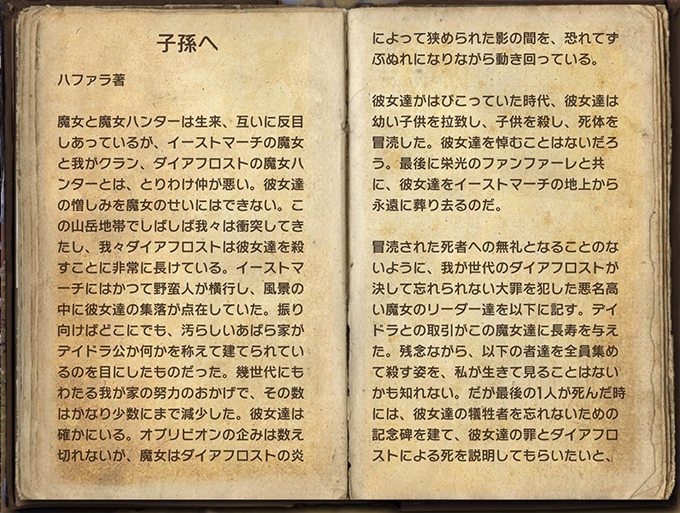 子孫へ
ハファラ著
魔女と魔女ハンターは生来、互いに反目
しあっているが、イーストマーチの魔女
と我がクラン、ダイアフロストの魔女ハ
ンターとは、とりわけ仲が悪い。彼女達
の憎しみを魔女のせいにはできない。こ
の山岳地帯でしばしば我々は衝突してき
たし、我々ダイアフロストは彼女達を殺
すことに非常に長けている。イーストマ
ーチにはかつて野蛮人が横行し、風景の
中に彼女達の集落が点在していた。振り
向けばどこにでも、汚らしいあばら家が
デイドラ公か何かを称えて建てられてい
るのを目にしたものだった。幾世代にも
わたる我が家の努力のおかげで、その数
はかなり少数にまで減少した。彼女達は
確かにいる。オブリビオンの企みは数え
切れないが、魔女はダイアフロストの炎
によって狭められた影の間を、恐れてず
ぶぬれになりながら動き回っている。
彼女達がはびこっていた時代、彼女達は
幼い子供を拉致し、子供を殺し、死体を
冒涜した。彼女達を悼むことはないだろ
う。最後に栄光のファンファーレと共
に、彼女達をイーストマーチの地上から
永遠に葬り去るのだ。
冒涜された死者への無礼となることのな
いように、我が世代のダイアフロストが
決して忘れられない大罪を犯した悪名高
い魔女のリーダー達を以下に記す。デイ
ドラとの取引がこの魔女達に長寿を与え
た。残念ながら、以下の者達を全員集め
て殺す姿を、私が生きて見ることはない
かも知れない。だが最後の1人が死んだ時
には、彼女達の犠牲者を忘れないための
記念碑を建て、彼女達の罪とダイアフロ
ストによる死を説明してもらいたいと、